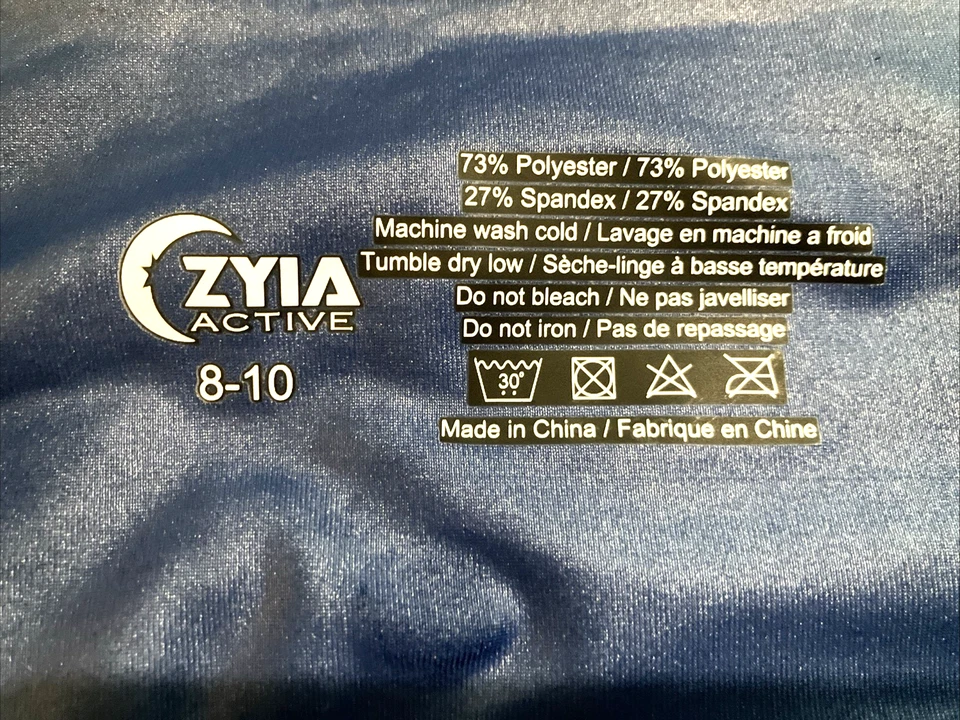 ZYIA
ACTIVE
8-10
73% Polyester / 73% Polyester
27% Spandex / 27% Spandex
Machine wash cold / Lavage en machine a froid
Tumble dry low / Sèche-linge à basse température
Do not bleach / Ne pas javelliser
Do not iron / Pas de repassage
30°
Made in China / Fabrique en Chine